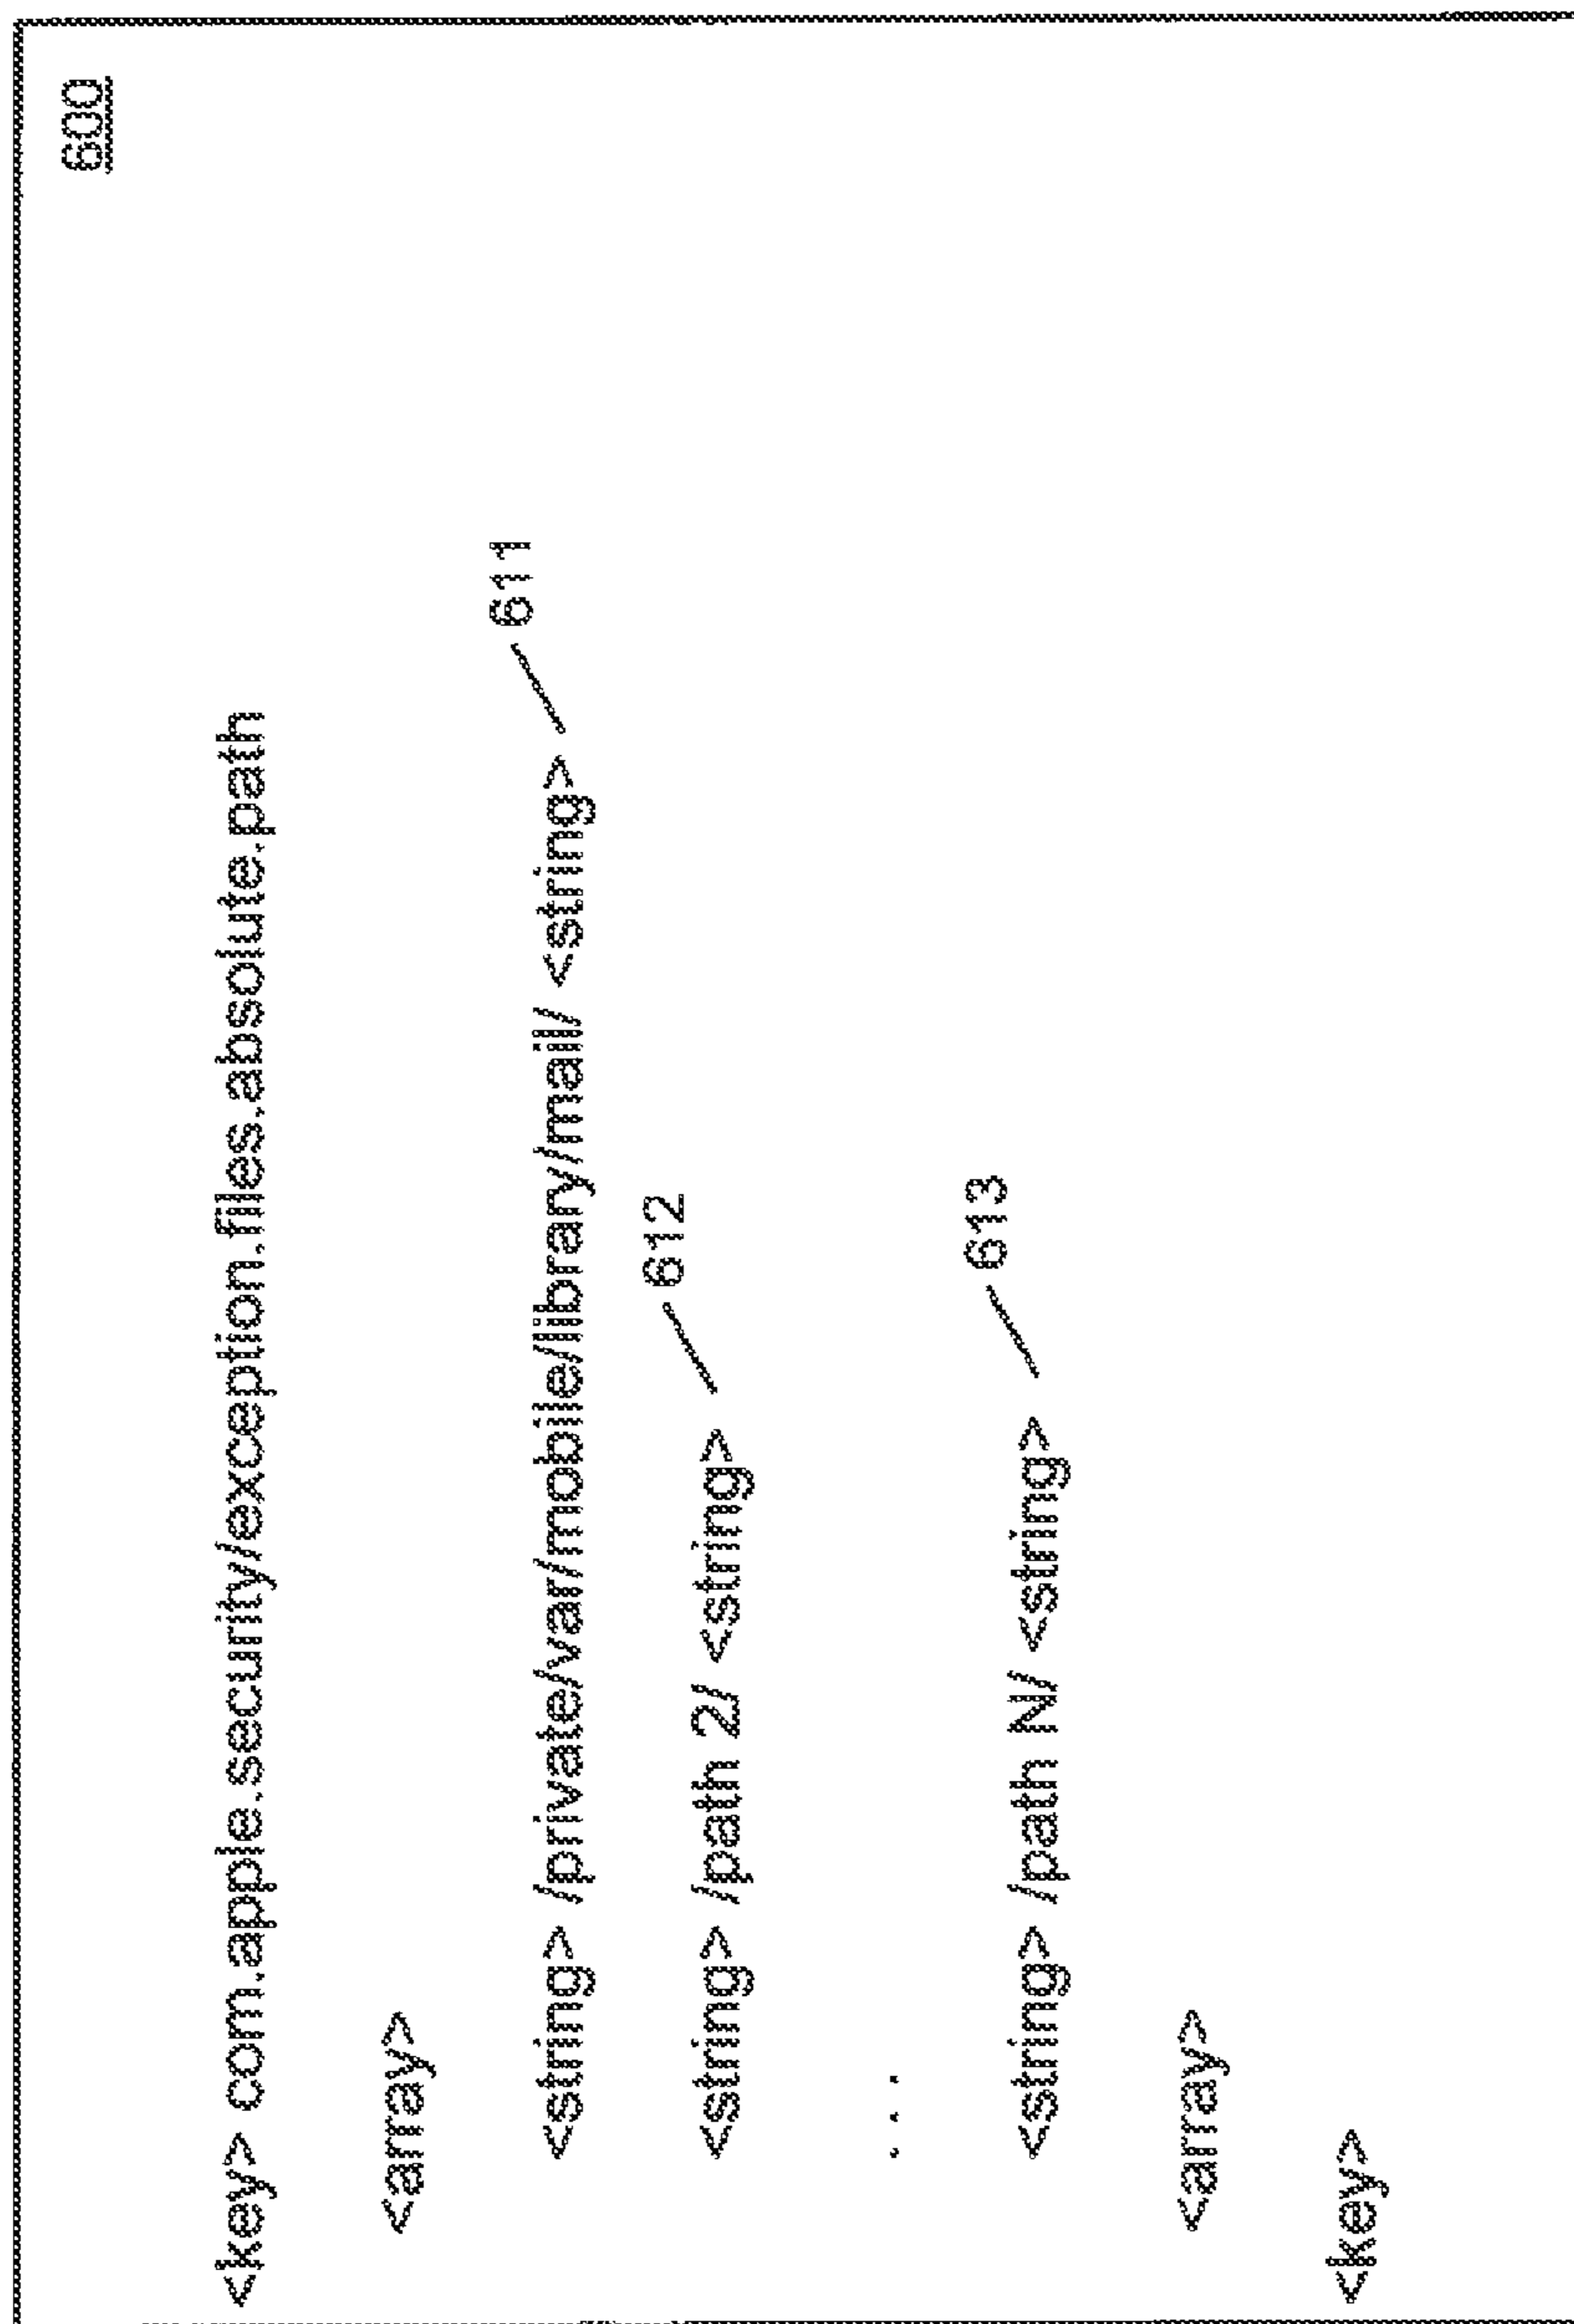 600
<key> com.apple.security/exception.files.absolute.path
<array>
<string> /private/var/mobile/library/mail/ <string> 611
<string> /path 2/ <string> 612
...
<string> /path N/ <string> 613
<array>
<key>